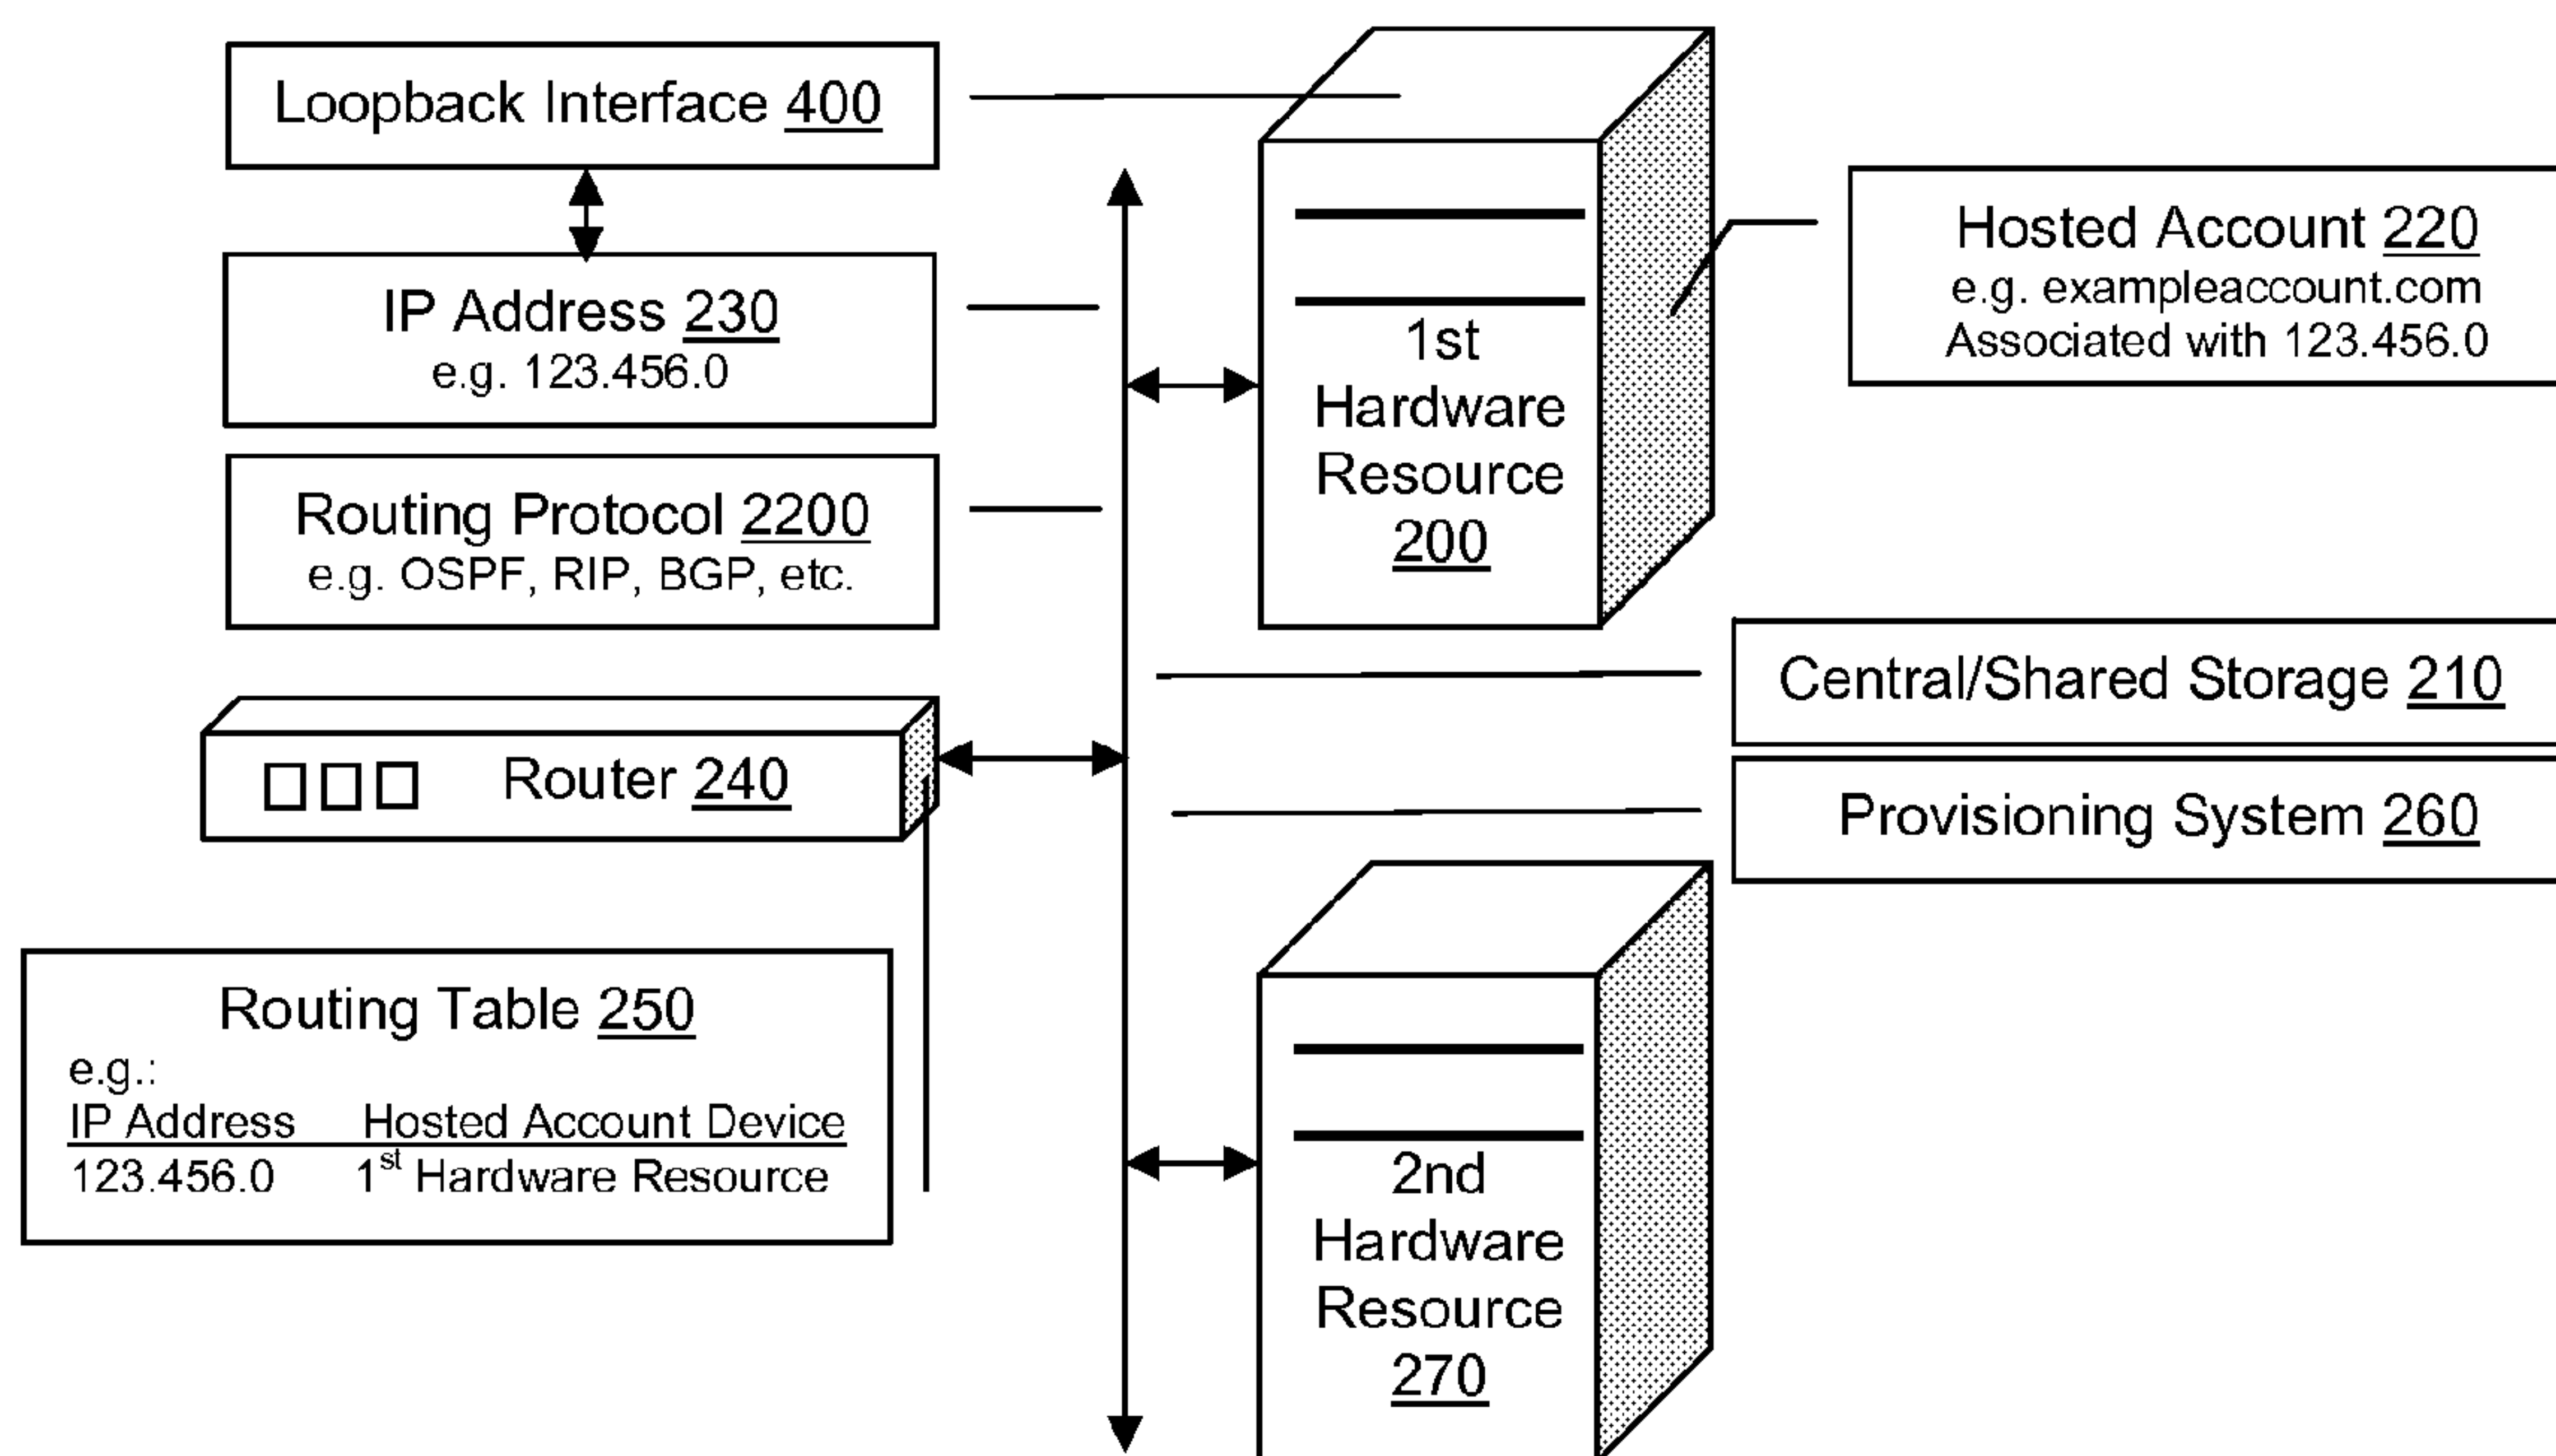 Loopback Interface 400
IP Address 230
e.g. 123.456.0
Routing Protocol 2200
e.g. OSPF, RIP, BGP, etc.
Router 240
Routing Table 250
e.g.:
IP Address Hosted Account Device
123.456.0 1st Hardware Resource
1st
Hardware
Resource
200
Hosted Account 220
e.g. exampleaccount.com
Associated with 123.456.0
Central/Shared Storage 210
Provisioning System 260
2nd
Hardware
Resource
270